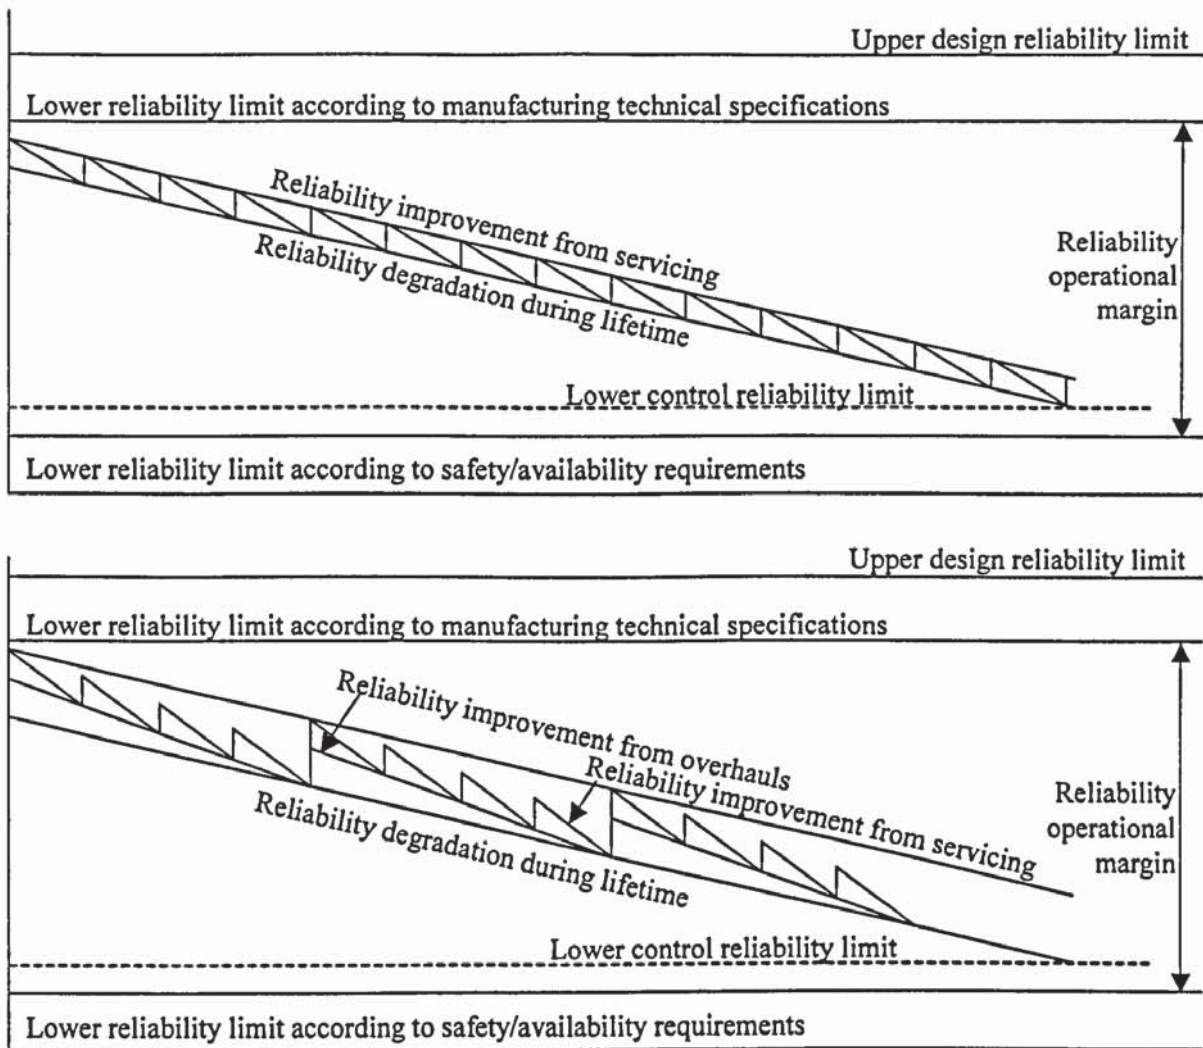 Upper design reliability limit
Lower reliability limit according to manufacturing technical specifications
Reliability improvement from servicing
Reliability degradation during lifetime
Reliability
operational
margin
Lower control reliability limit
Lower reliability limit according to safety/availability requirements
Upper design reliability limit
Lower reliability limit according to manufacturing technical specifications
Reliability improvement from overhauls
Reliability improvement from servicing
Reliability degradation during lifetime
Reliability
operational
margin
Lower control reliability limit
Lower reliability limit according to safety/availability requirements